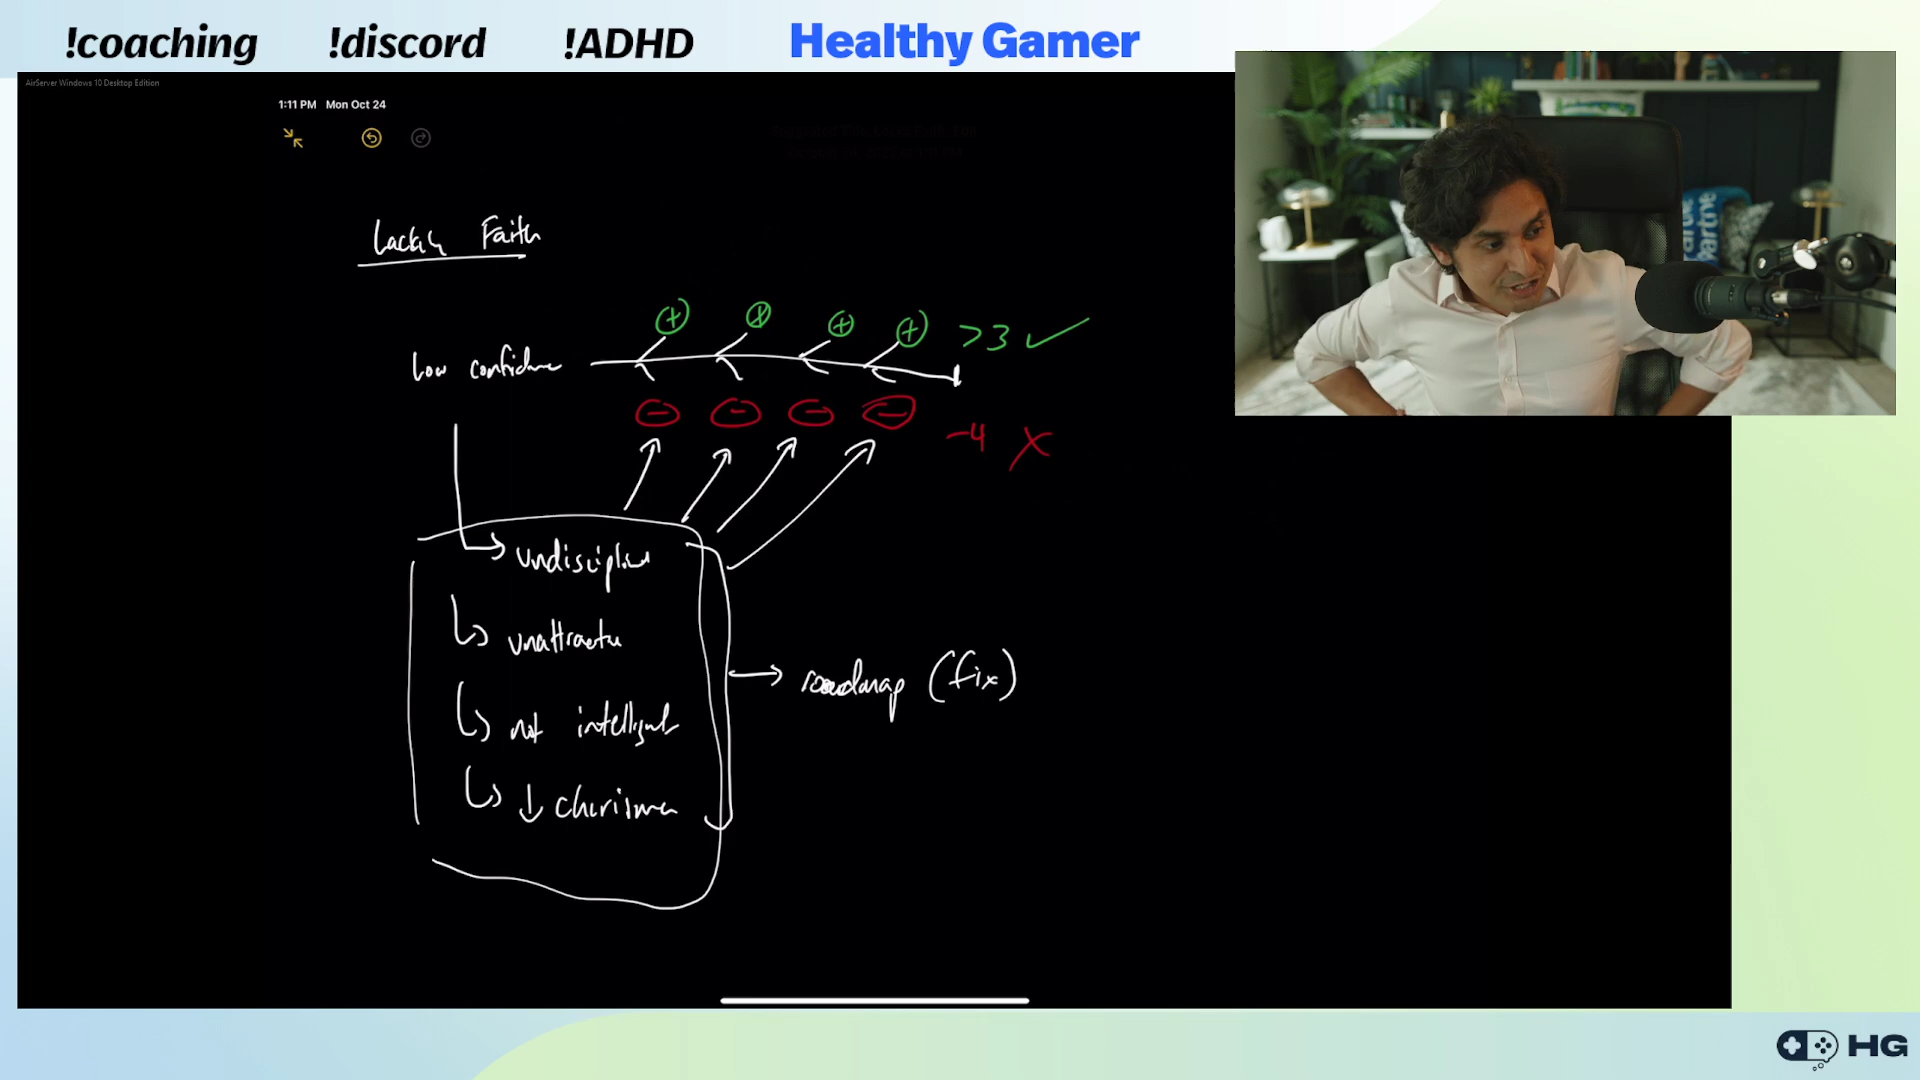 !coaching !discord !ADHD Healthy Gamer
AirServer Windows 10 Desktop Edition
1:11 PM Mon Oct 24
Faith
>3 ✓
Low confidence
-4 X
undiscipline
unattractive
roadmap (fix)
not intelligent
↓ charisma
HG